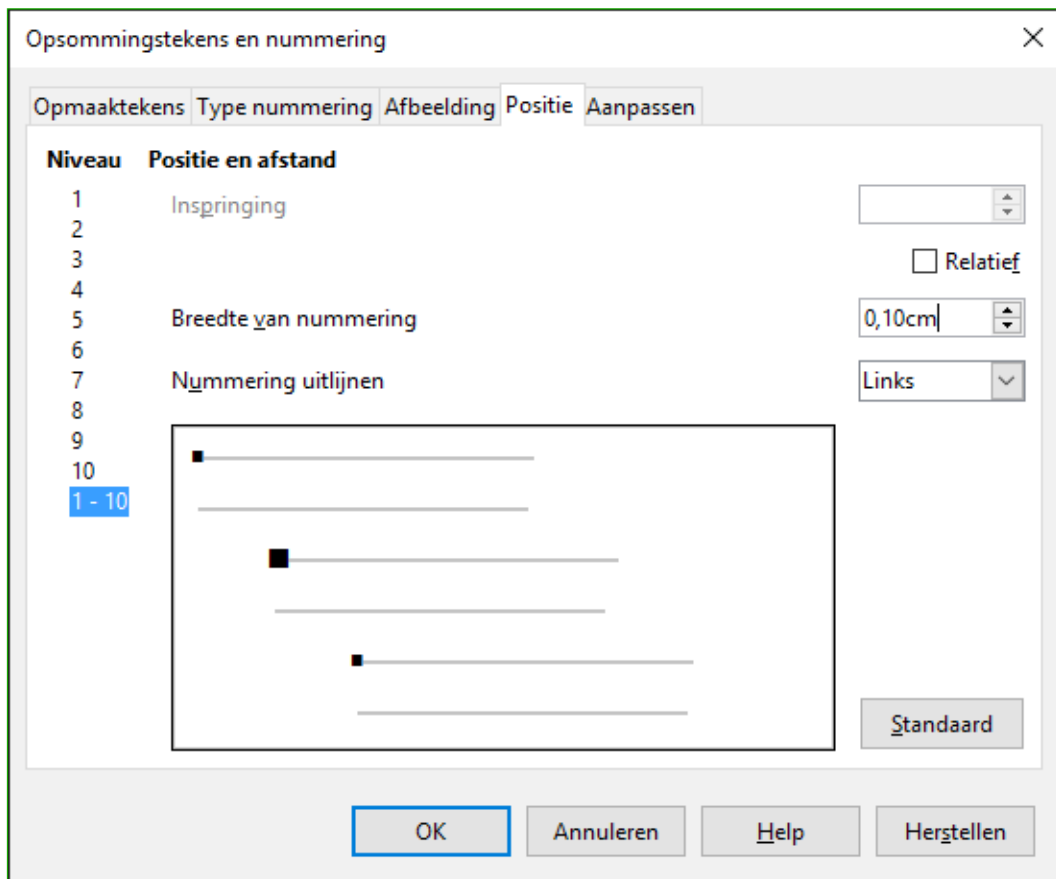 Opsommingstekens en nummering
Opmaaktekens Type nummering Afbeelding Positie Aanpassen
Niveau Positie en afstand
1
2
3
4
5
6
7
8
9
10
1 - 10
Inspringing
Relatief
Breedte van nummering 0,10cm
Nummering uitlijnen Links
Standaard
OK Annuleren Help Herstellen